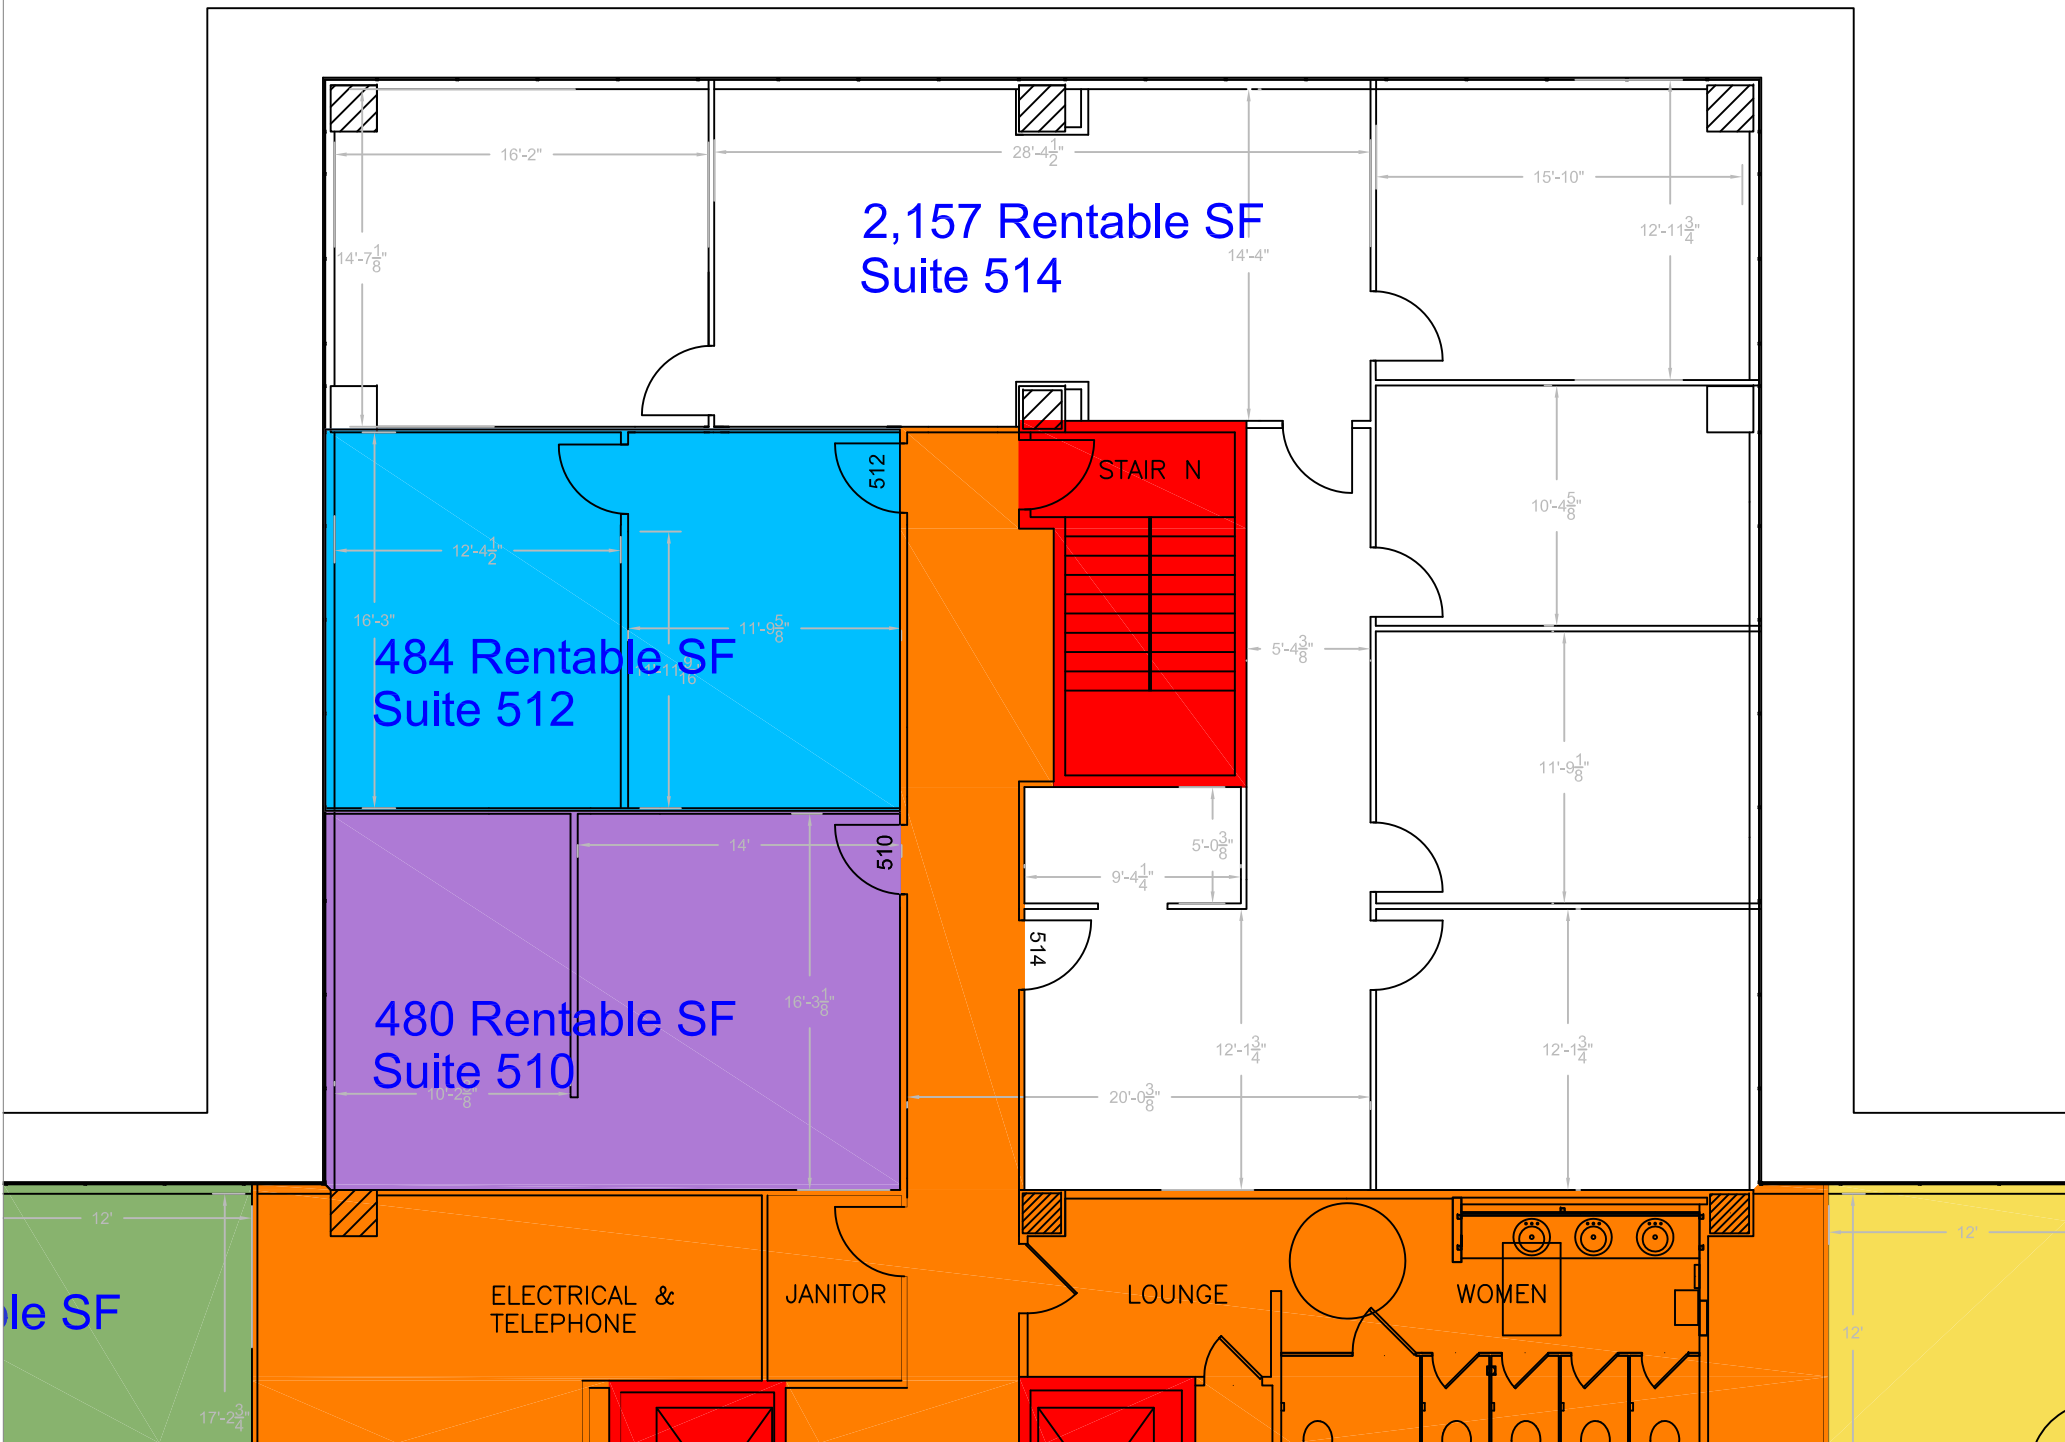 16'-2"
28'-4 1/2"
15'-10"
2,157 Rentable SF
Suite 514
12'-11 3/4"
14'-7 1/8"
14'-4"
512
STAIR N
10'-4 5/8"
12'-4 1/2"
16'-3"
11'-9 5/8"
5'-4 3/8"
484 Rentable SF
Suite 512
11'-9 1/8"
14'
510
5'-0 3/8"
9'-4 1/4"
514
16'-3 1/8"
480 Rentable SF
Suite 510
12'-1 3/4"
12'-1 3/4"
20'-0 3/8"
12'
12'
ELECTRICAL &
TELEPHONE
JANITOR
LOUNGE
WOMEN
SF
12'
17'-2 3/4"